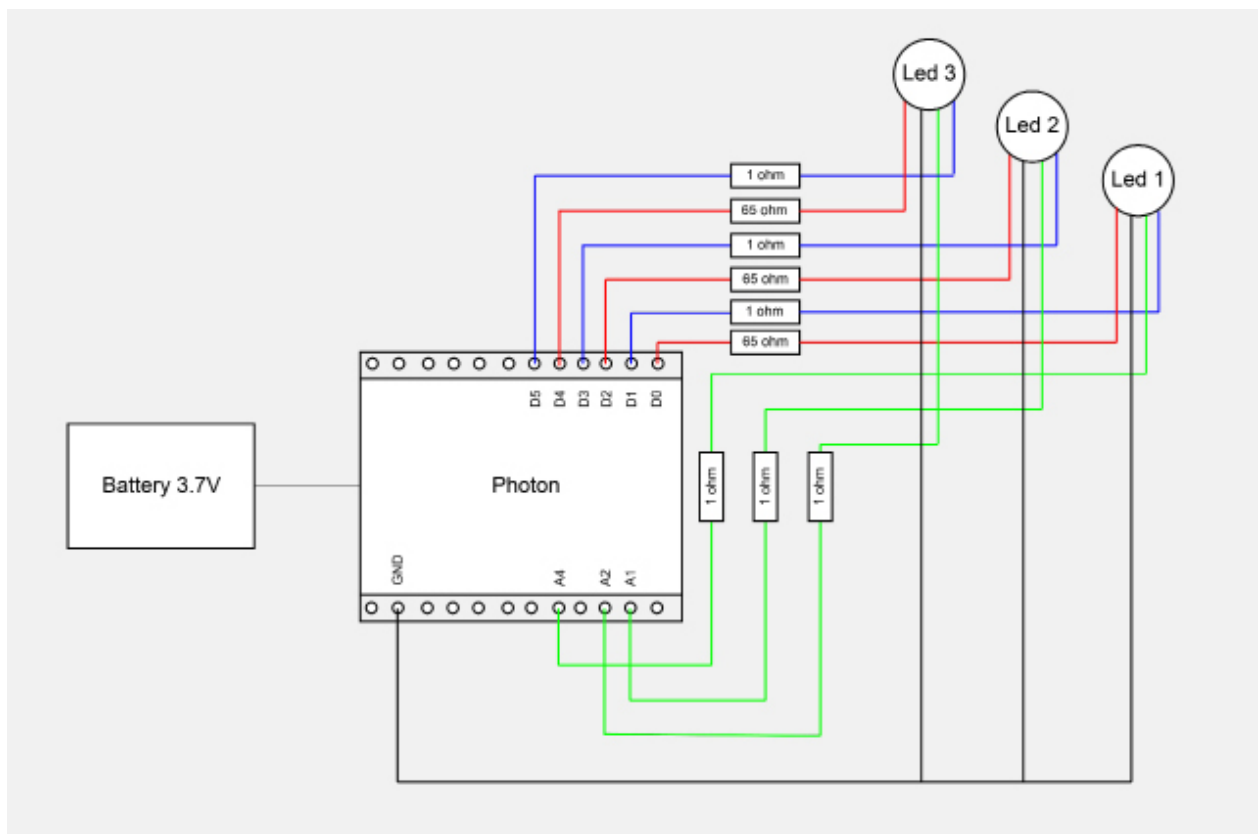 Led 3
Led 2
Led 1
1 ohm
65 ohm
1 ohm
65 ohm
1 ohm
65 ohm
D5 D4 D3 D2 D1 D0
Battery 3.7V
Photon
1 ohm
1 ohm
1 ohm
GND
A4
A2
A1